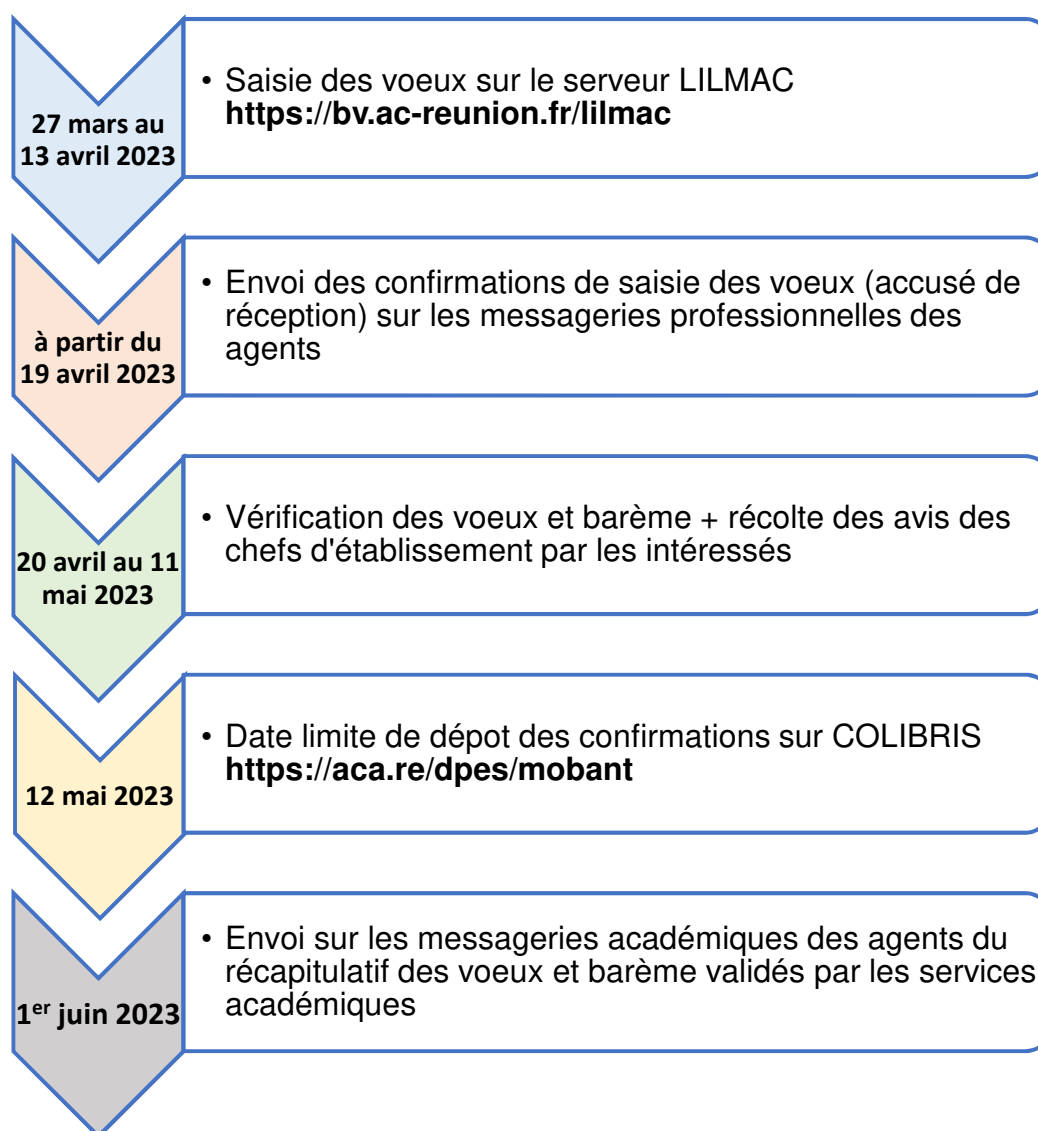 27 mars au
13 avril 2023
• Saisie des voeux sur le serveur LILMAC
https://bv.ac-reunion.fr/lilmac
à partir du
19 avril 2023
• Envoi des confirmations de saisie des voeux (accusé de
réception) sur les messageries professionnelles des
agents
20 avril au 11
mai 2023
• Vérification des voeux et barème + récolte des avis des
chefs d'établissement par les intéressés
12 mai 2023
• Date limite de dépot des confirmations sur COLIBRIS
https://aca.re/dpes/mobant
1er juin 2023
• Envoi sur les messageries académiques des agents du
récapitulatif des voeux et barème validés par les services
académiques